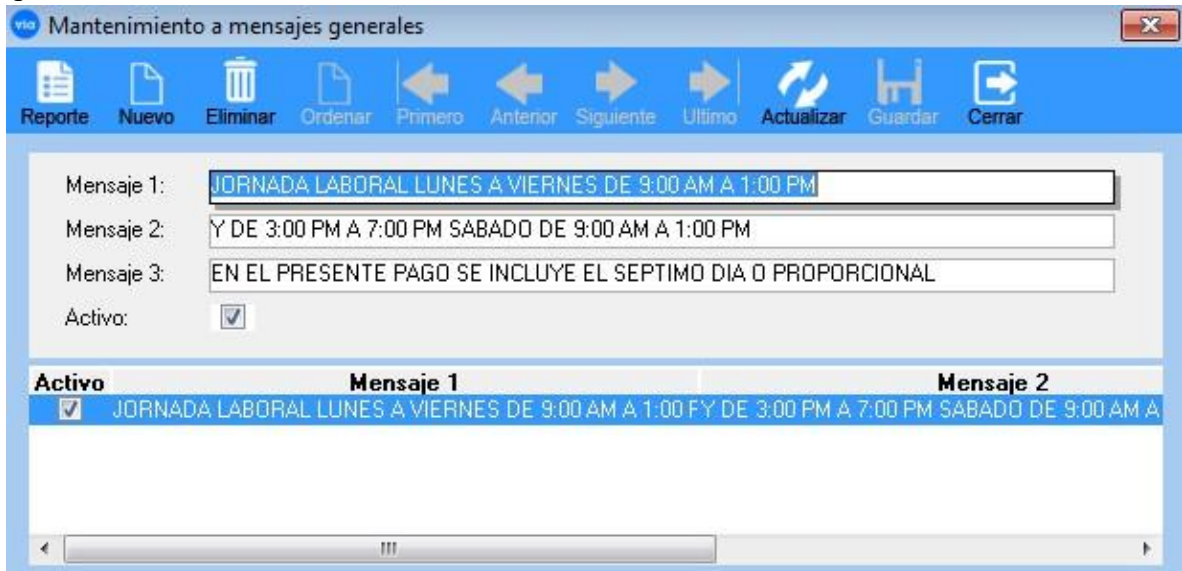 via Mantenimiento a mensajes generales
Reporte Nuevo Eliminar Ordenar Primero Anterior Siguiente Ultimo Actualizar Guardar Cerrar
Mensaje 1: JORNADA LABORAL LUNES A VIERNES DE 9:00 AM A 1:00 PM
Mensaje 2: Y DE 3:00 PM A 7:00 PM SABADO DE 9:00 AM A 1:00 PM
Mensaje 3: EN EL PRESENTE PAGO SE INCLUYE EL SEPTIMO DIA O PROPORCIONAL
Activo:
Activo Mensaje 1 Mensaje 2
JORNADA LABORAL LUNES A VIERNES DE 9:00 AM A 1:00 F Y DE 3:00 PM A 7:00 PM SABADO DE 9:00 AM A